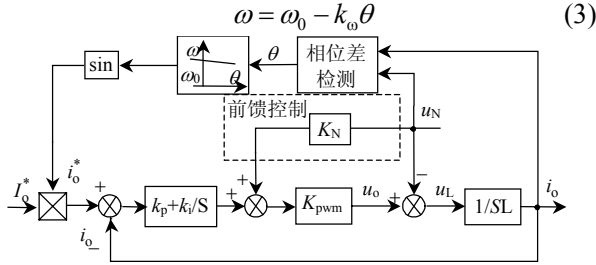 ω = ω₀ − k_ω θ (3)
sin
ω
ω₀
θ
θ
相位差
检测
前馈控制
K_N
u_N
I_o^*
i_o^*
+
k_p+k_i/S
+
+
K_pwm
u_o
+
−
u_L
1/SL
i_o
i_o
−